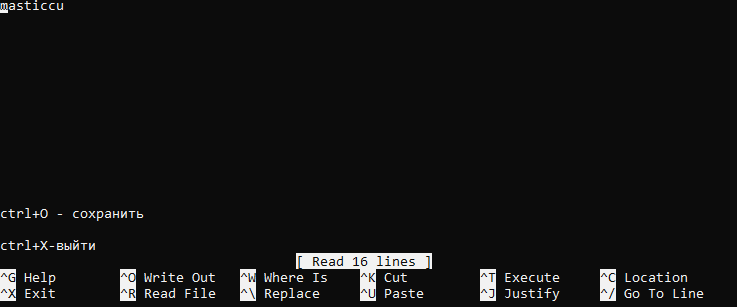 masticcu
ctrl+O - сохранить
ctrl+X-выйти
[ Read 16 lines ]
^G Help ^O Write Out ^W Where Is ^K Cut ^T Execute ^C Location
^X Exit ^R Read File ^\ Replace ^U Paste ^J Justify ^/ Go To Line